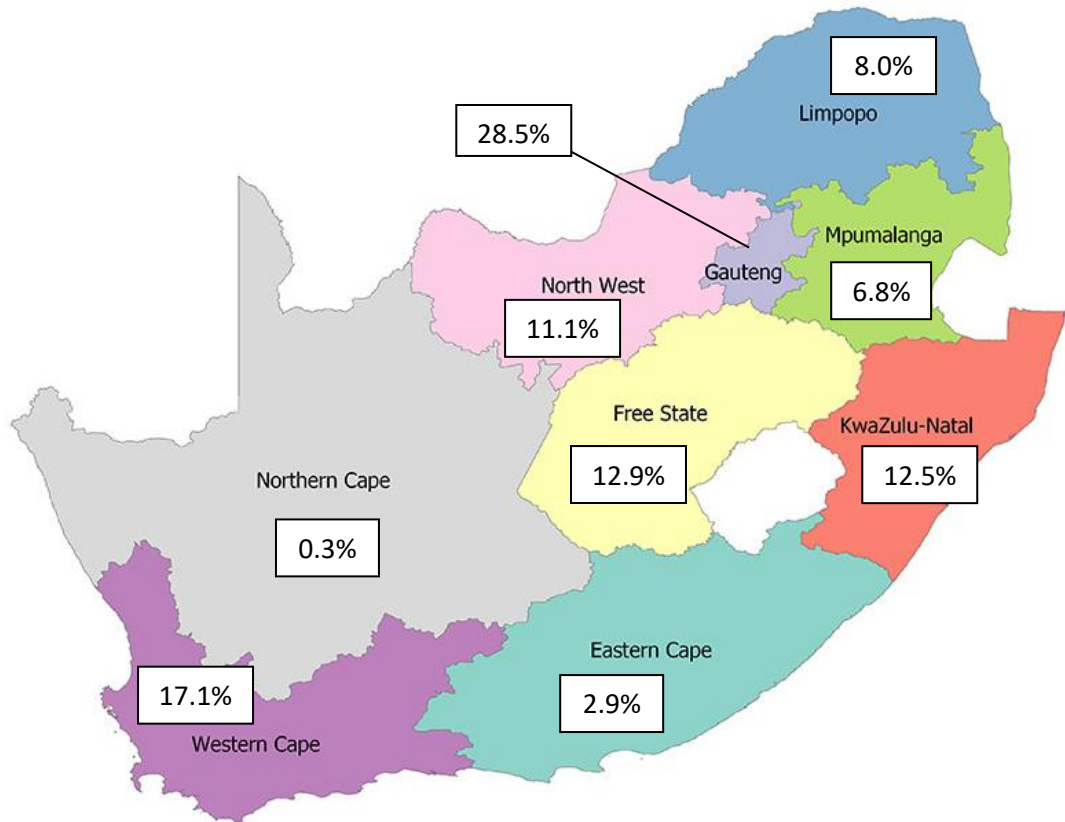 8.0%
Limpopo
28.5%
Mpumalanga
Gauteng
6.8%
North West
11.1%
Free State
KwaZulu-Natal
12.9%
12.5%
Northern Cape
0.3%
Eastern Cape
2.9%
17.1%
Western Cape